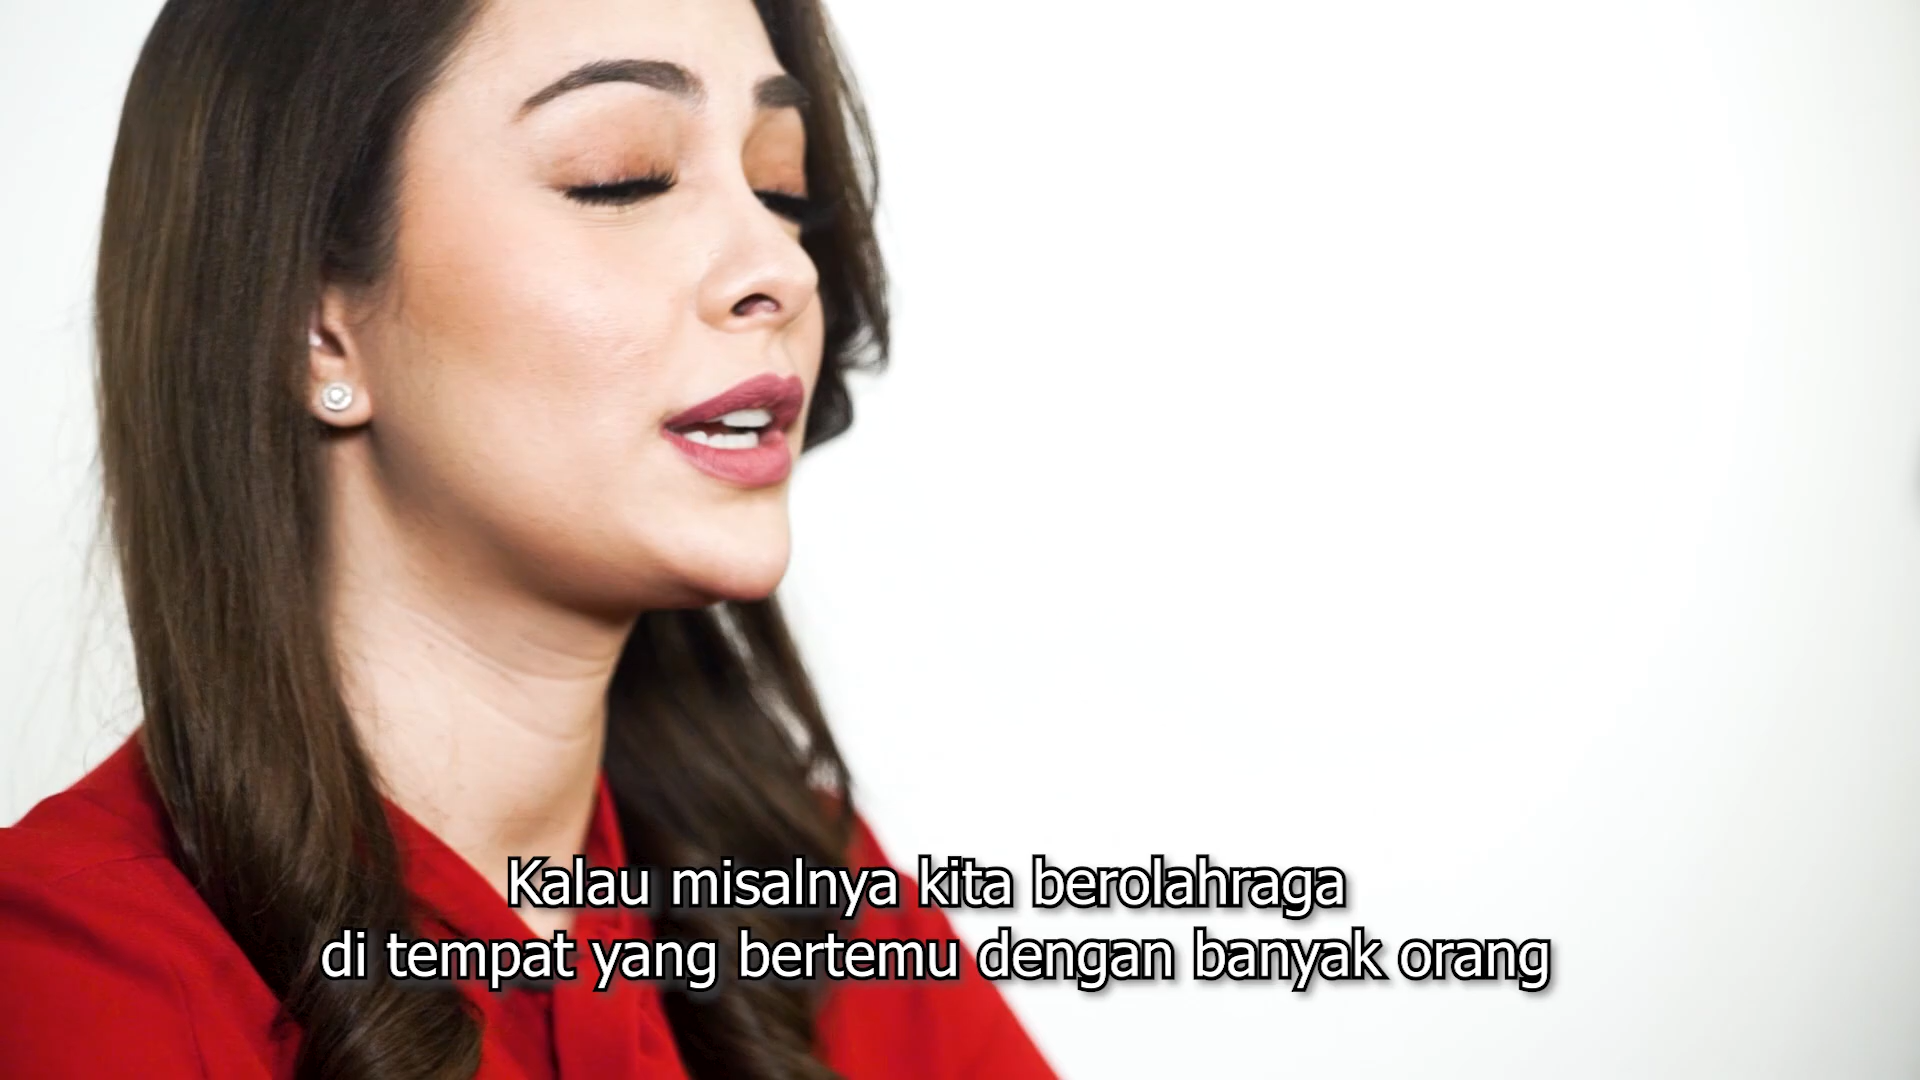 Kalau misalnya kita berolahraga
di tempat yang bertemu dengan banyak orang